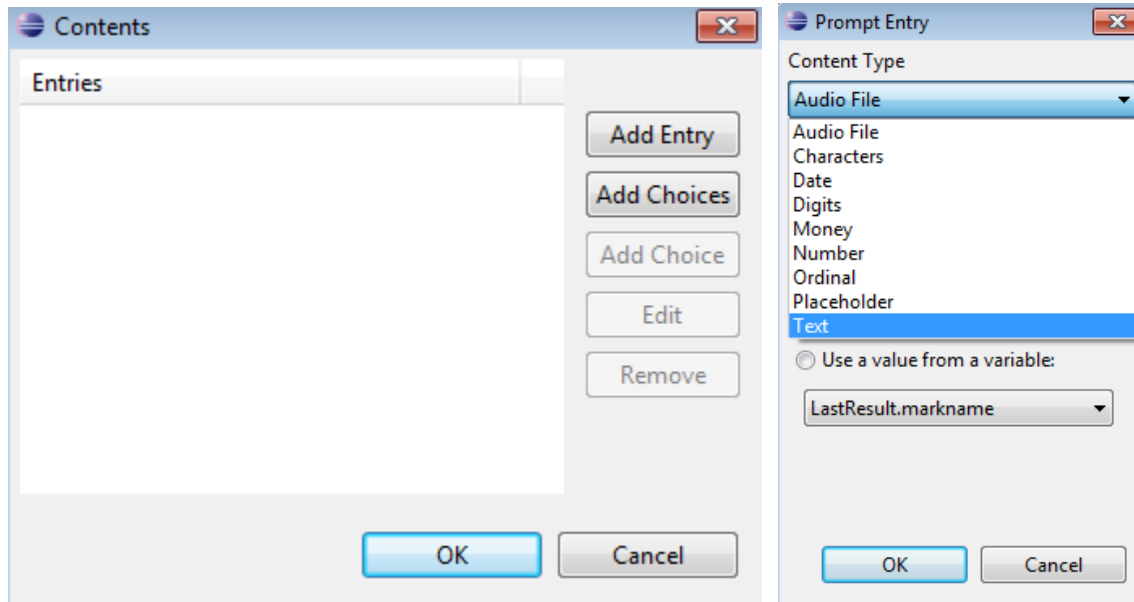 Contents
Entries
Add Entry
Add Choices
Add Choice
Edit
Remove
OK
Cancel
Prompt Entry
Content Type
Audio File
Audio File
Characters
Date
Digits
Money
Number
Ordinal
Placeholder
Text
Use a value from a variable:
LastResult.markname
OK
Cancel